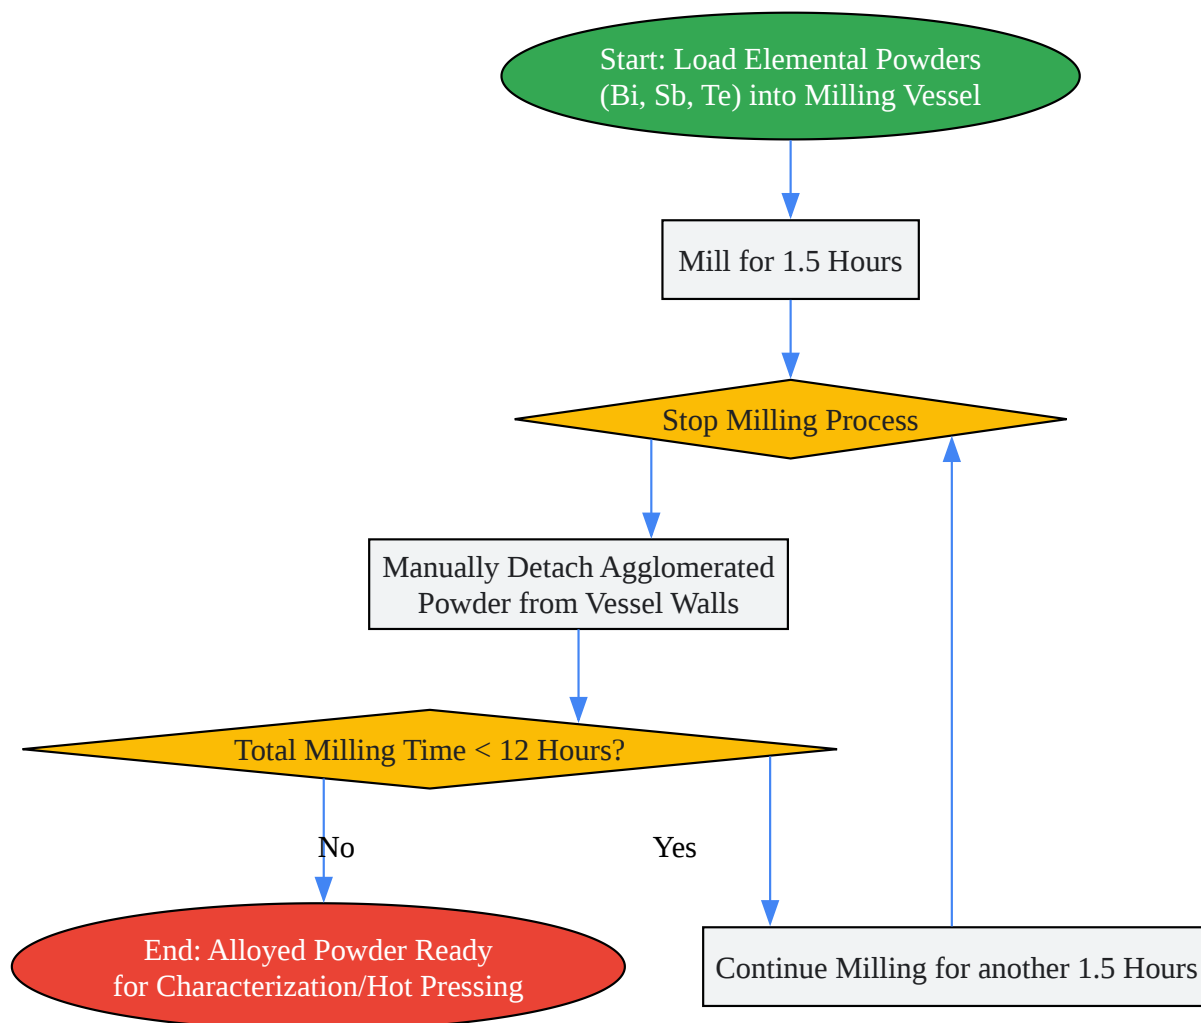 Start: Load Elemental Powders
(Bi, Sb, Te) into Milling Vessel
Mill for 1.5 Hours
Stop Milling Process
Manually Detach Agglomerated
Powder from Vessel Walls
Total Milling Time < 12 Hours?
No
Yes
End: Alloyed Powder Ready
for Characterization/Hot Pressing
Continue Milling for another 1.5 Hours